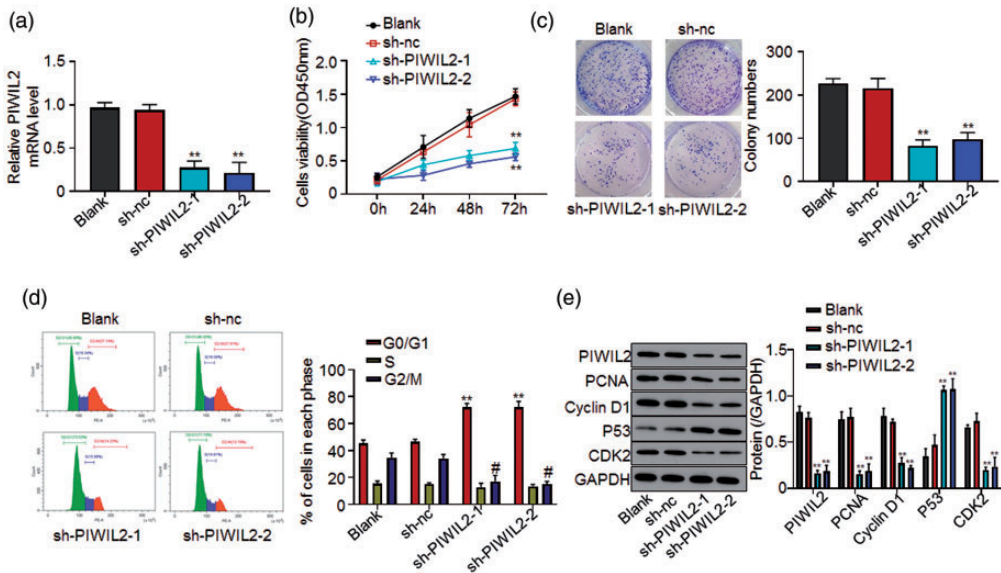 (a)
Relative PIWIL2
mRNA level
1.5
1.0
0.5
0
**
**
Blank
sh-nc
sh-PIWIL2-1
sh-PIWIL2-2
(b)
Blank
sh-nc
sh-PIWIL2-1
sh-PIWIL2-2
Cells viability(OD450nm)
2.0
1.5
1.0
0.5
0
**
**
0h
24h
48h
72h
(c)
Blank
sh-nc
sh-PIWIL2-1
sh-PIWIL2-2
Colony numbers
300
200
100
0
**
**
Blank
sh-nc
sh-PIWIL2-1
sh-PIWIL2-2
(d)
Blank
sh-nc
Count
Count
sh-PIWIL2-1
sh-PIWIL2-2
G0/G1
S
G2/M
% of cells in each phase
100
80
60
40
20
0
**
**
#
#
Blank
sh-nc
sh-PIWIL2-1
sh-PIWIL2-2
(e)
PIWIL2
PCNA
Cyclin D1
P53
CDK2
GAPDH
Blank
sh-nc
sh-PIWIL2-1
sh-PIWIL2-2
Blank
sh-nc
sh-PIWIL2-1
sh-PIWIL2-2
Protein (/GAPDH)
1.5
1.0
0.5
0.0
** **
** **
** **
** **
** **
PIWIL2
PCNA
Cyclin D1
P53
CDK2